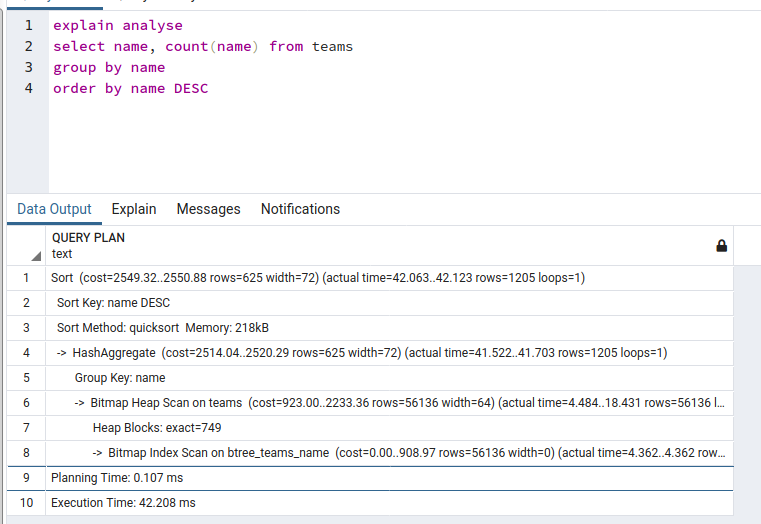 1 explain analyse
2 select name, count(name) from teams
3 group by name
4 order by name DESC
Data Output Explain Messages Notifications
QUERY PLAN
text
1 Sort (cost=2549.32..2550.88 rows=625 width=72) (actual time=42.063..42.123 rows=1205 loops=1)
2 Sort Key: name DESC
3 Sort Method: quicksort Memory: 218kB
4 -> HashAggregate (cost=2514.04..2520.29 rows=625 width=72) (actual time=41.522..41.703 rows=1205 loops=1)
5 Group Key: name
6 -> Bitmap Heap Scan on teams (cost=923.00..2233.36 rows=56136 width=64) (actual time=4.484..18.431 rows=56136 l...
7 Heap Blocks: exact=749
8 -> Bitmap Index Scan on btree_teams_name (cost=0.00..908.97 rows=56136 width=0) (actual time=4.362..4.362 row...
9 Planning Time: 0.107 ms
10 Execution Time: 42.208 ms